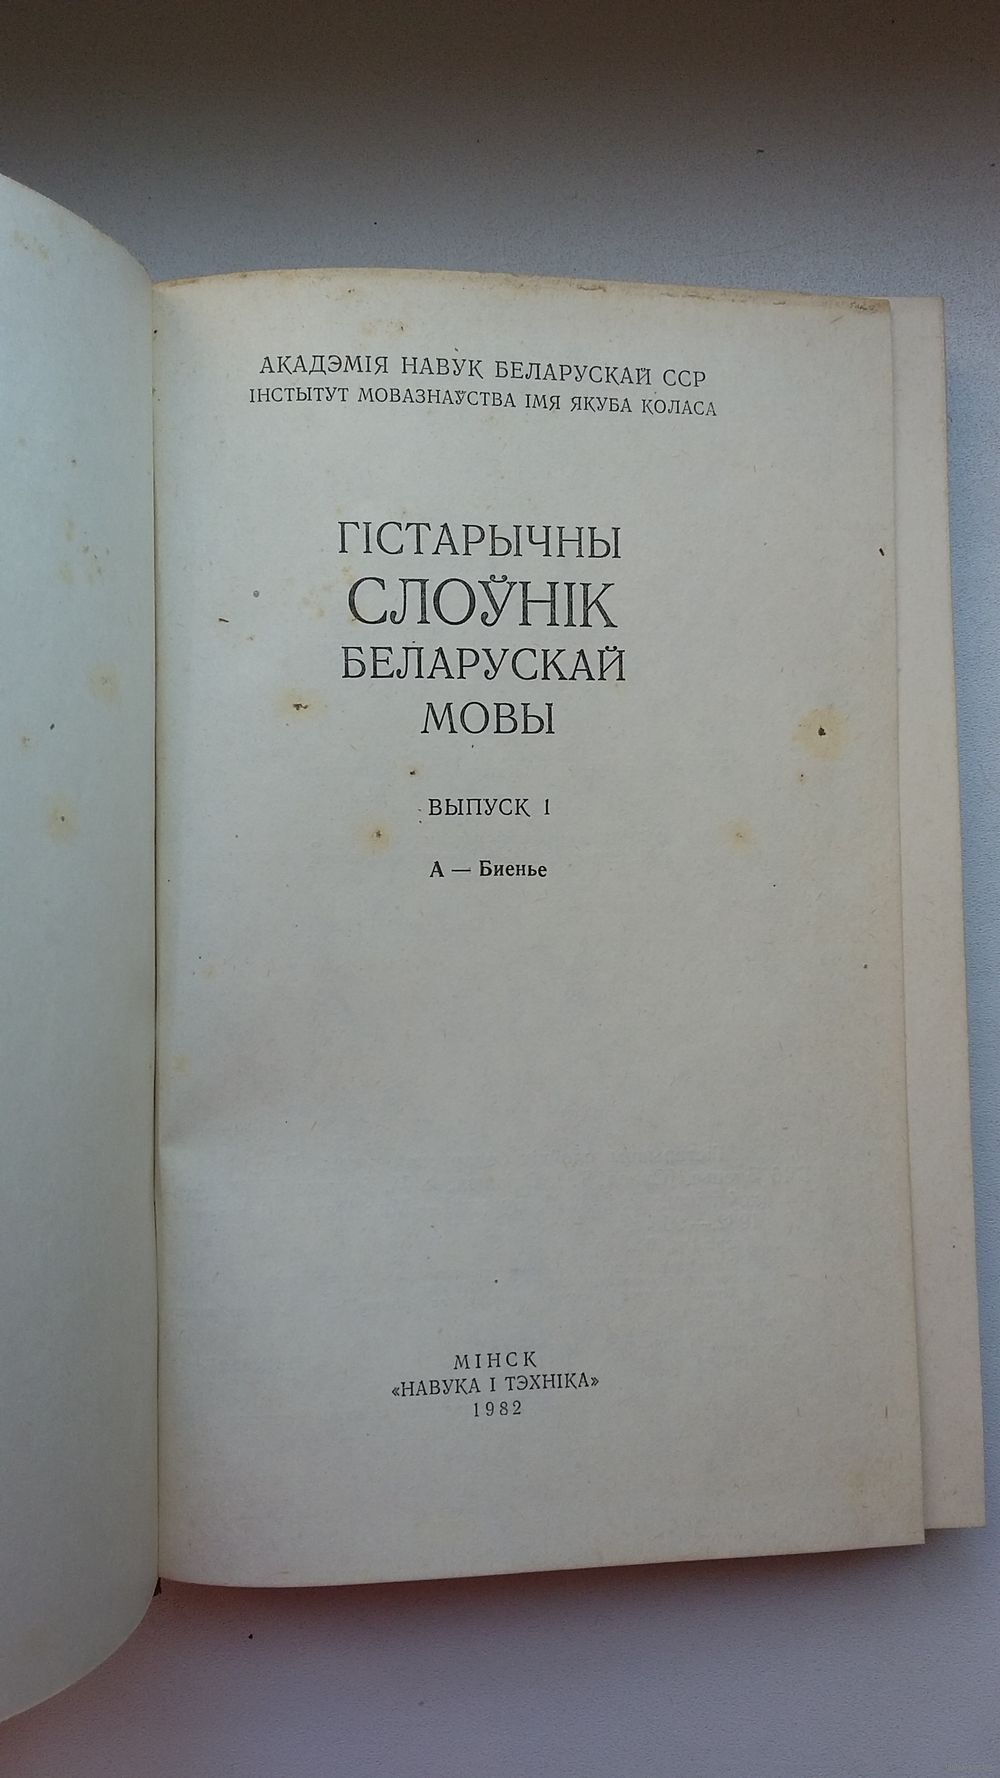 АКАДЭМІЯ НАВУК БЕЛАРУСКАЙ ССР
ІНСТЫТУТ МОВАЗНАЎСТВА ІМЯ ЯКУБА КОЛАСА
ГІСТАРЫЧНЫ
СЛОЎНІК
БЕЛАРУСКАЙ
МОВЫ
ВЫПУСК 1
А — Биенье
МІНСК
«НАВУКА І ТЭХНІКА»
1982